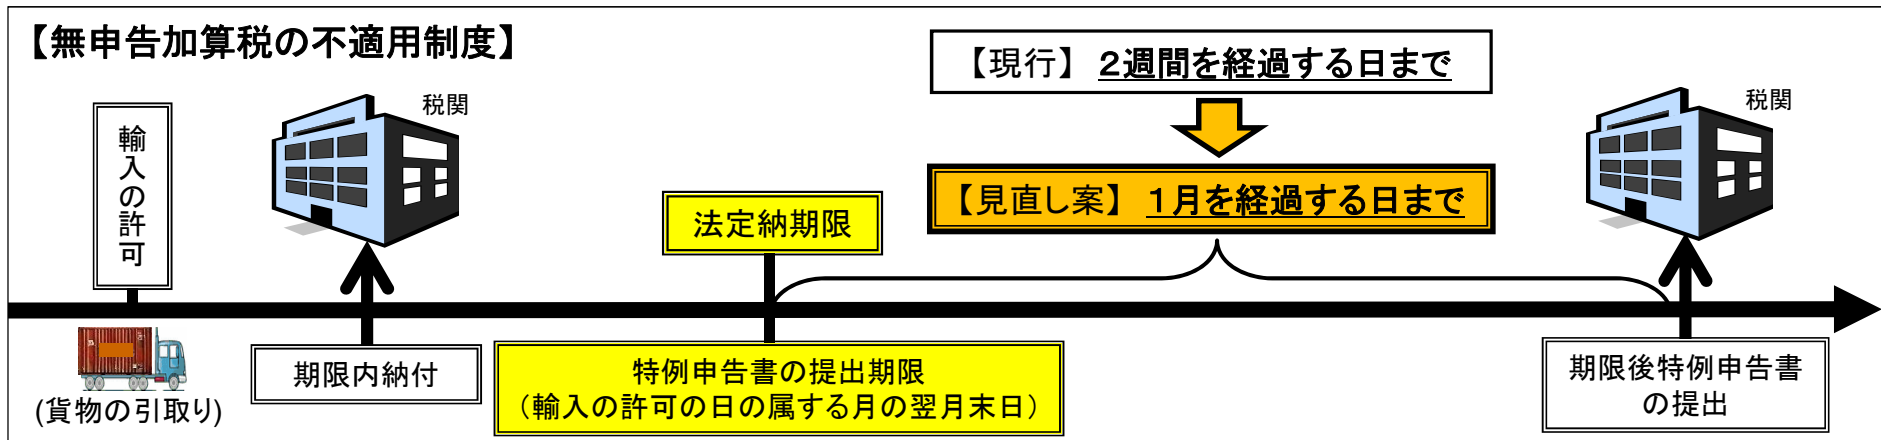 【無申告加算税の不適用制度】
【現行】 ２週間を経過する日まで
税関
税関
輸入の許可
【見直し案】 １月を経過する日まで
法定納期限
期限内納付
特例申告書の提出期限
（輸入の許可の日の属する月の翌月末日）
期限後特例申告書
の提出
(貨物の引取り)